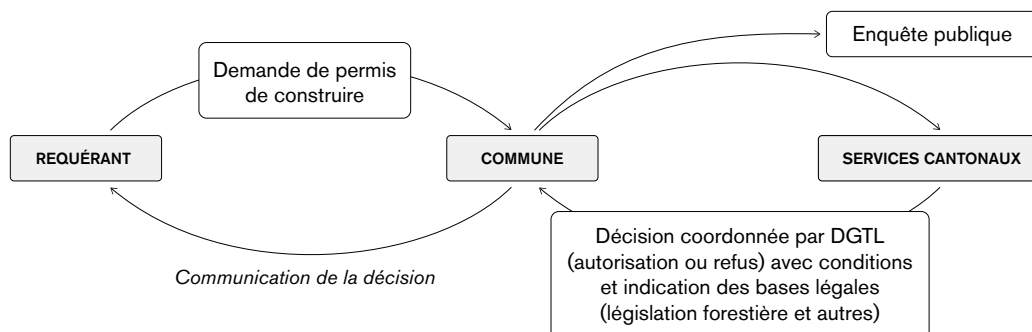 Enquête publique
Demande de permis
de construire
REQUÉRANT
COMMUNE
SERVICES CANTONAUX
Communication de la décision
Décision coordonnée par DGTL
(autorisation ou refus) avec conditions
et indication des bases légales
(législation forestière et autres)